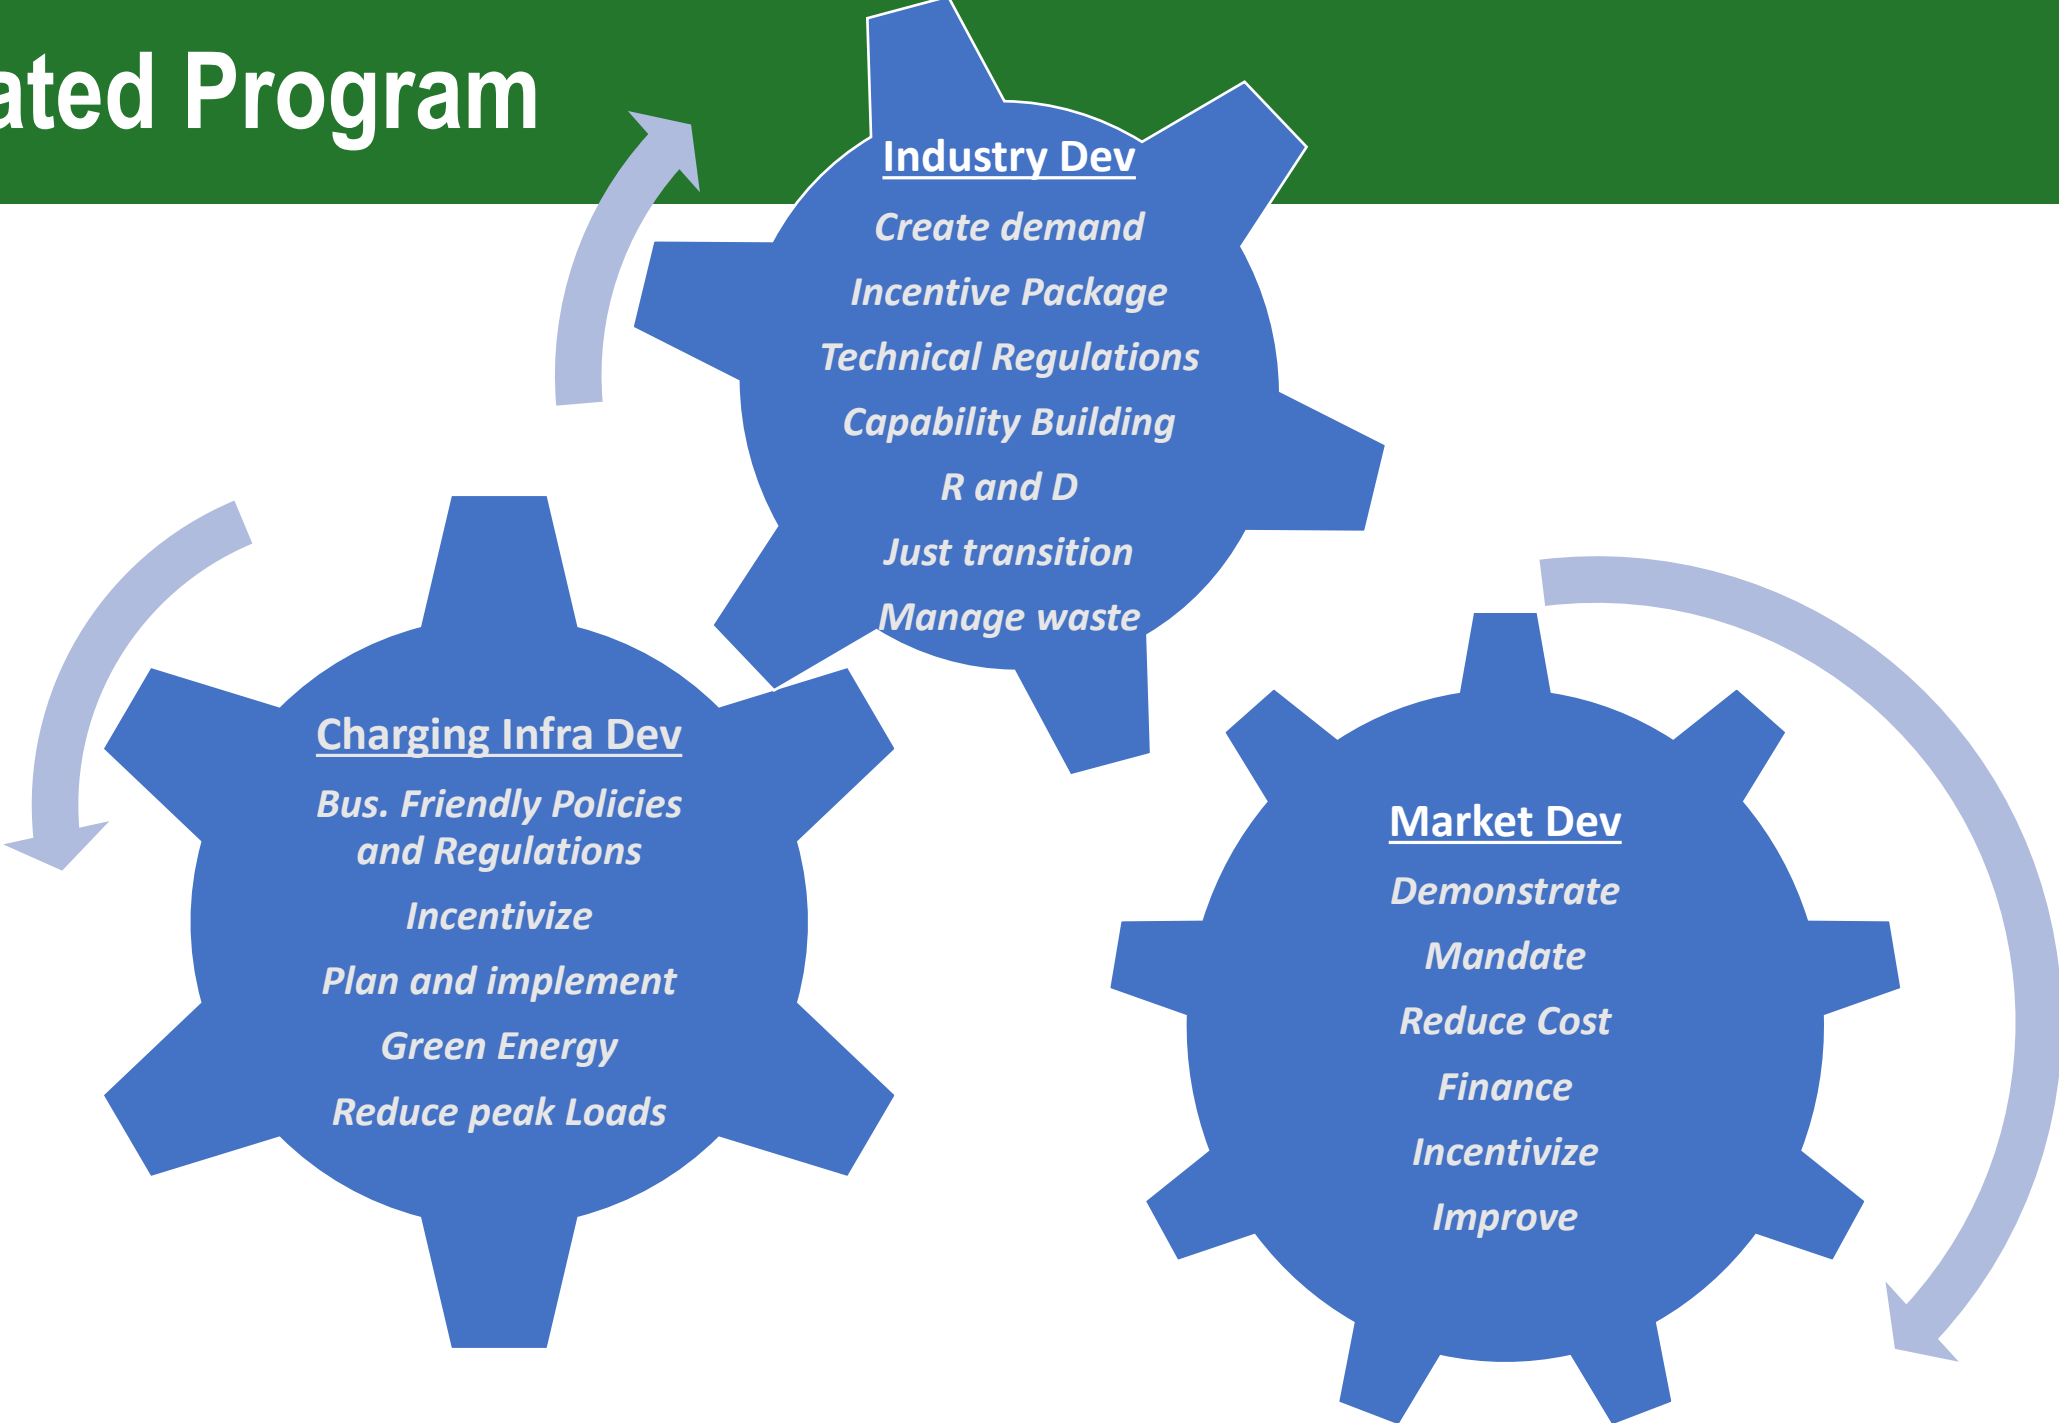 ated Program
Industry Dev
Create demand
Incentive Package
Technical Regulations
Capability Building
R and D
Just transition
Manage waste
Charging Infra Dev
Bus. Friendly Policies
and Regulations
Incentivize
Plan and implement
Green Energy
Reduce peak Loads
Market Dev
Demonstrate
Mandate
Reduce Cost
Finance
Incentivize
Improve